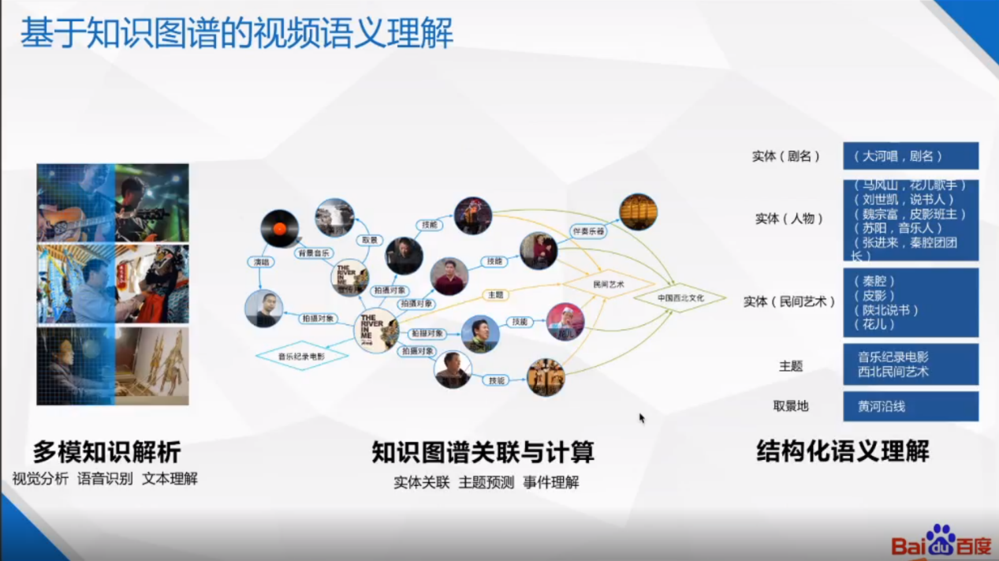 基于知识图谱的视频语义理解
实体（剧名）
（大河唱，剧名）
实体（人物）
（马风山，花儿歌手）
（刘世凯，说书人）
（魏宗富，皮影班主）
（苏阳，音乐人）
（张进来，秦腔团团
长）
实体（民间艺术）
（秦腔）
（皮影）
（陕北说书）
（花儿）
主题
音乐纪录电影
西北民间艺术
取景地
黄河沿线
技能
伴奏乐器
取景
背景音乐
演唱
THE
RIVER
IN
ME
宣传片
技能
拍摄对象
拍摄对象
主题
民间艺术
中国西北文化
拍摄对象
THE
RIVER
IN
ME
拍摄对象
技能
花儿
拍摄对象
音乐纪录电影
技能
多模知识解析
视觉分析 语音识别 文本理解
知识图谱关联与计算
实体关联 主题预测 事件理解
结构化语义理解
Bai du 百度